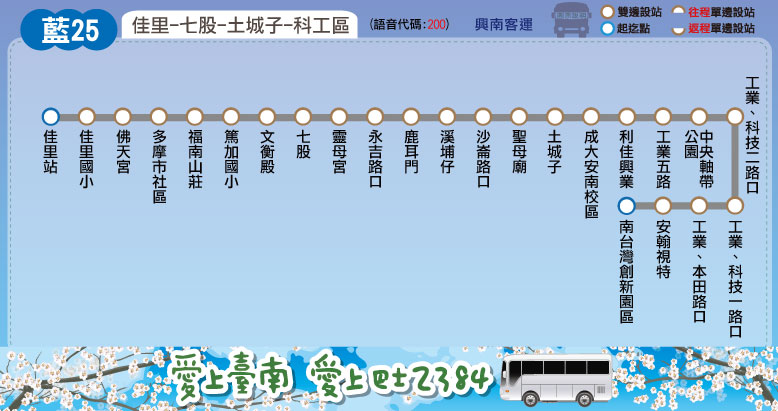 藍25
佳里-七股-土城子-科工區
(語音代碼:200)
興南客運
雙邊設站
往程單邊設站
起迄點
返程單邊設站
佳里站
佳里國小
佛天宮
多摩市社區
福南山莊
篤加國小
文衡殿
七股
靈母宮
永吉路口
鹿耳門
溪埔仔
沙崙路口
聖母廟
土城子
成大安南校區
利佳興業
工業五路
中央軸帶
公園
工業、科技二路口
工業、科技一路口
工業、本田路口
安翰視特
南台灣創新園區
愛上臺南 愛上巴士2384